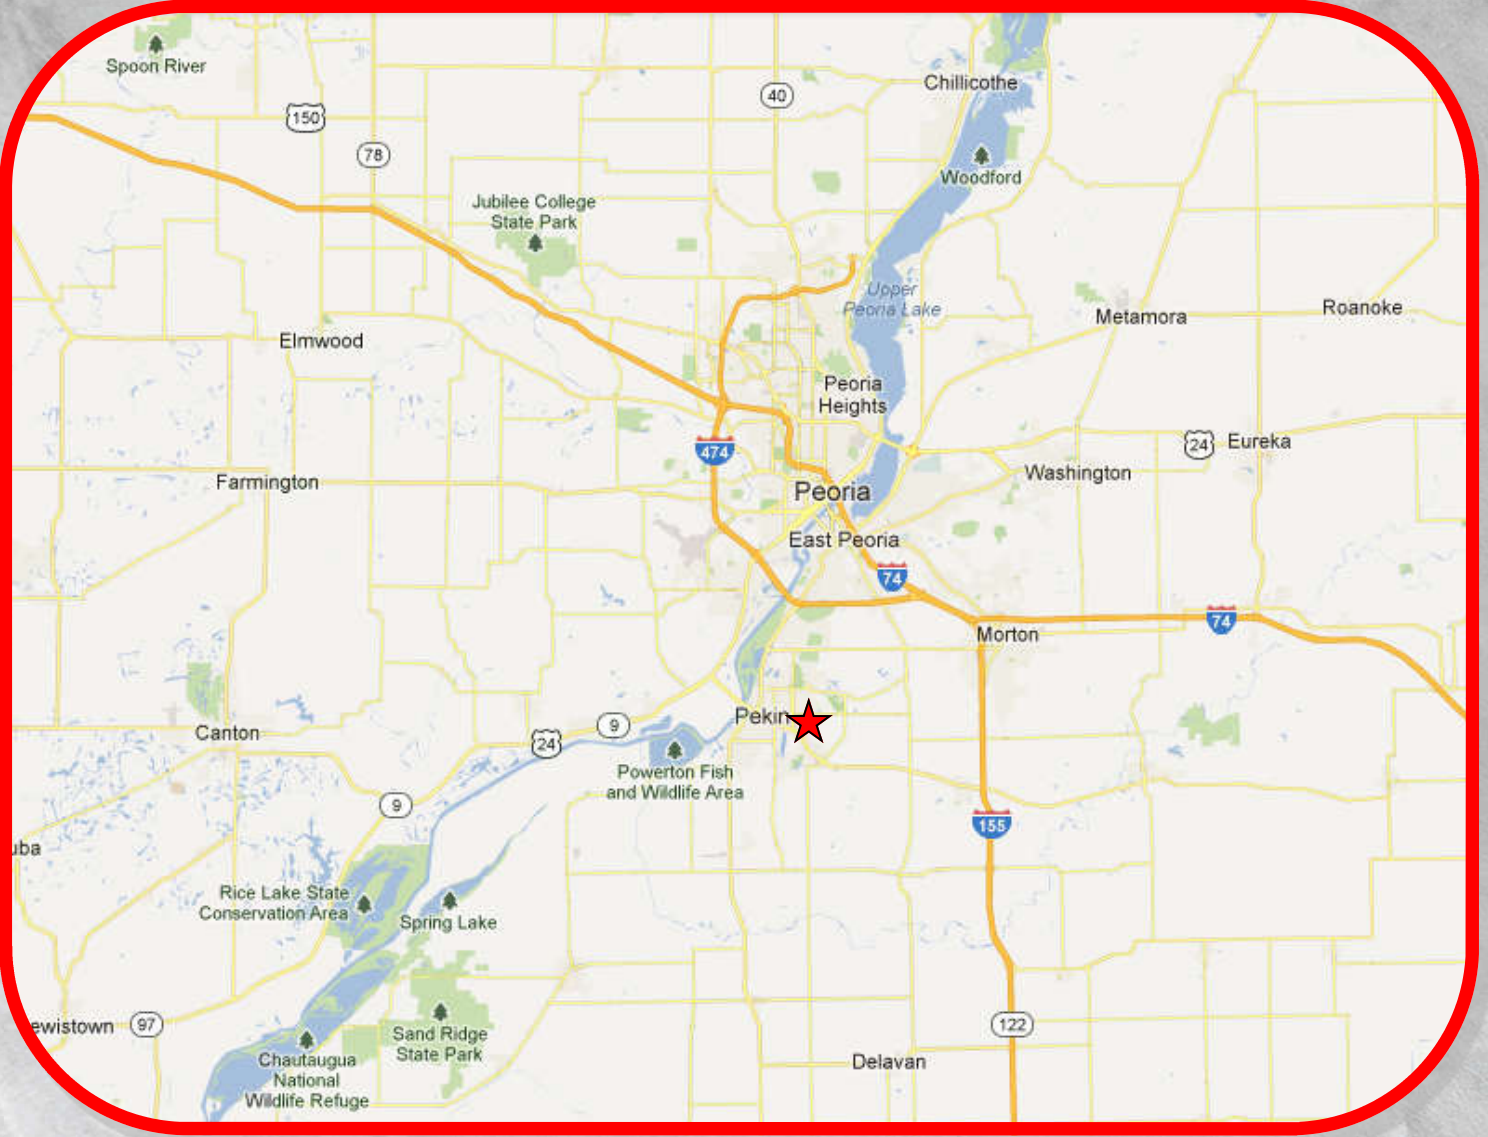 Spoon River
150
78
40
Chillicothe
Woodford
Jubilee College
State Park
Upper
Peoria Lake
Metamora
Roanoke
Elmwood
Peoria
Heights
474
24
Eureka
Farmington
Washington
Peoria
East Peoria
74
74
Morton
Canton
24
9
Pekin
Powerton Fish
and Wildlife Area
9
155
uba
Rice Lake State
Conservation Area
Spring Lake
ewistown
97
Sand Ridge
State Park
122
Chautaugua
National
Wildlife Refuge
Delavan